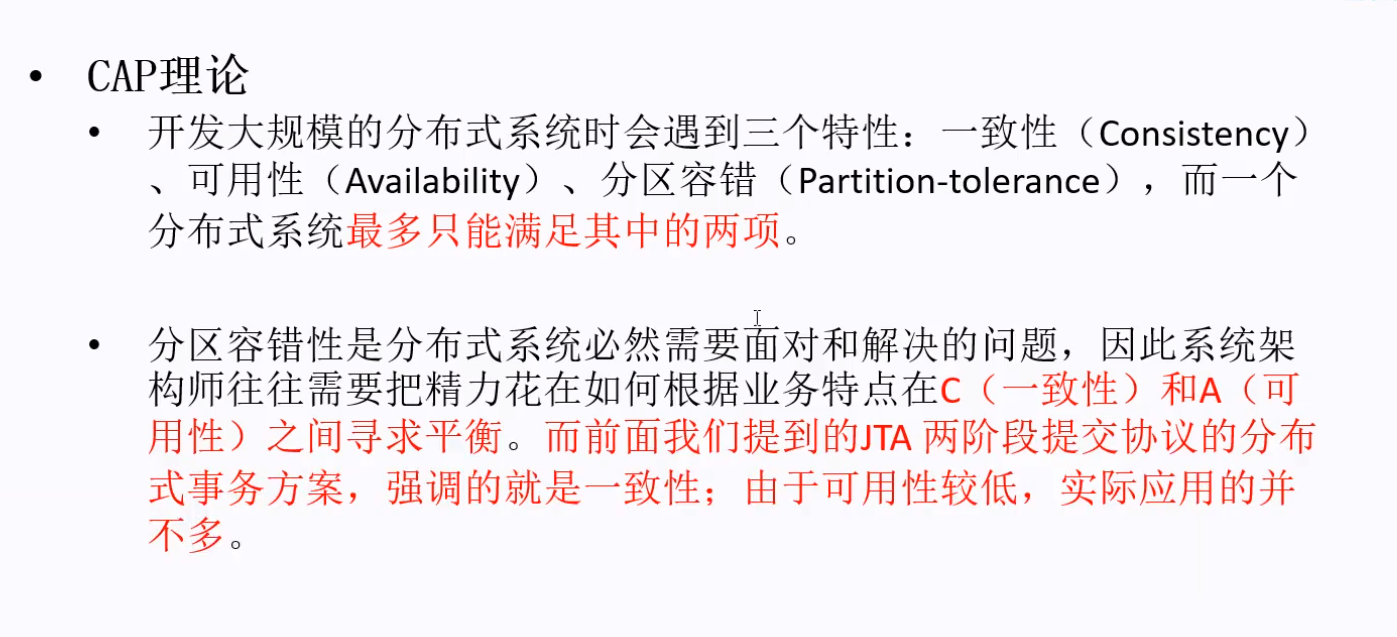 • CAP理论
• 开发大规模的分布式系统时会遇到三个特性：一致性（Consistency）
、可用性（Availability）、分区容错（Partition-tolerance），而一个
分布式系统最多只能满足其中的两项。
• 分区容错性是分布式系统必然需要面对和解决的问题，因此系统架
构师往往需要把精力花在如何根据业务特点在C（一致性）和A（可
用性）之间寻求平衡。而前面我们提到的JTA 两阶段提交协议的分布
式事务方案，强调的就是一致性；由于可用性较低，实际应用的并
不多。